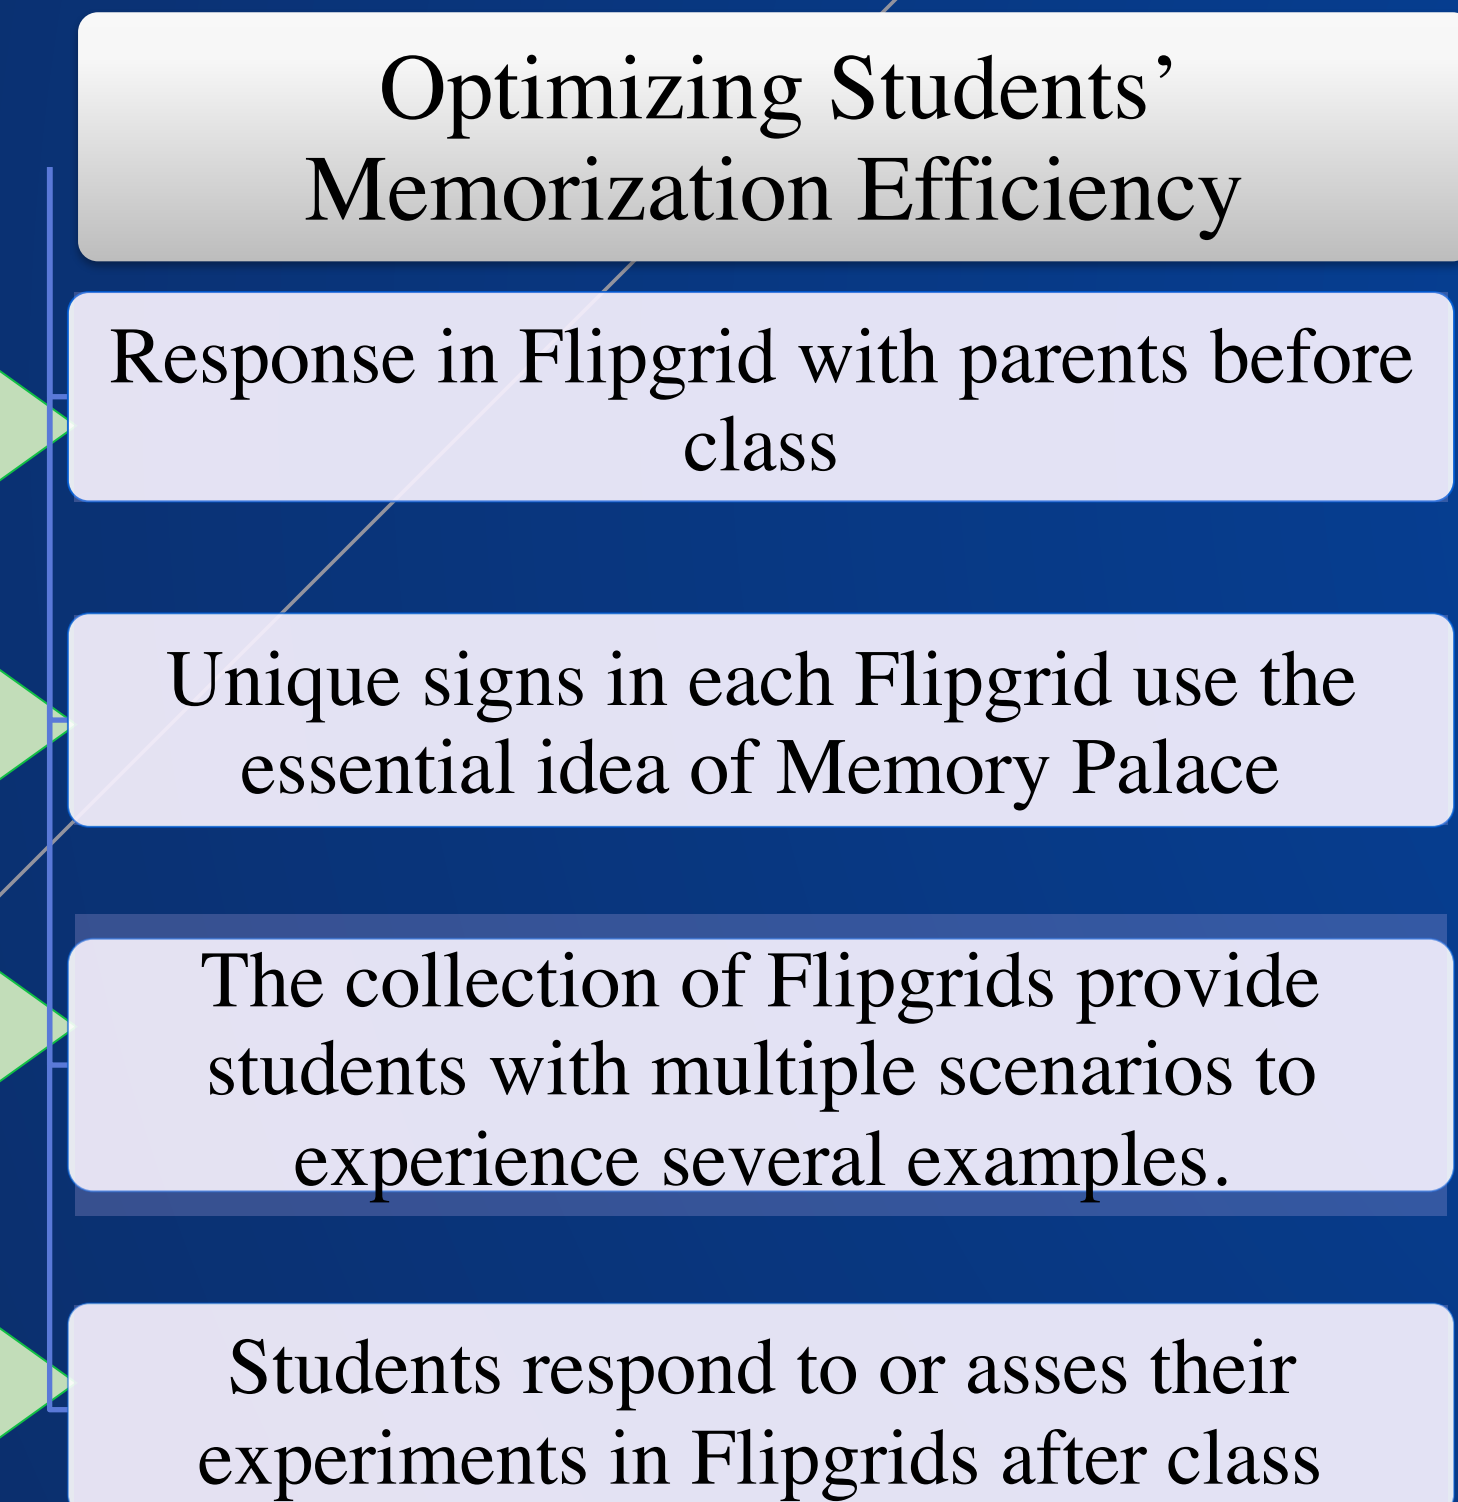 Optimizing Students’
Memorization Efficiency
Response in Flipgrid with parents before
class
Unique signs in each Flipgrid use the
essential idea of Memory Palace
The collection of Flipgrids provide
students with multiple scenarios to
experience several examples.
Students respond to or asses their
experiments in Flipgrids after class